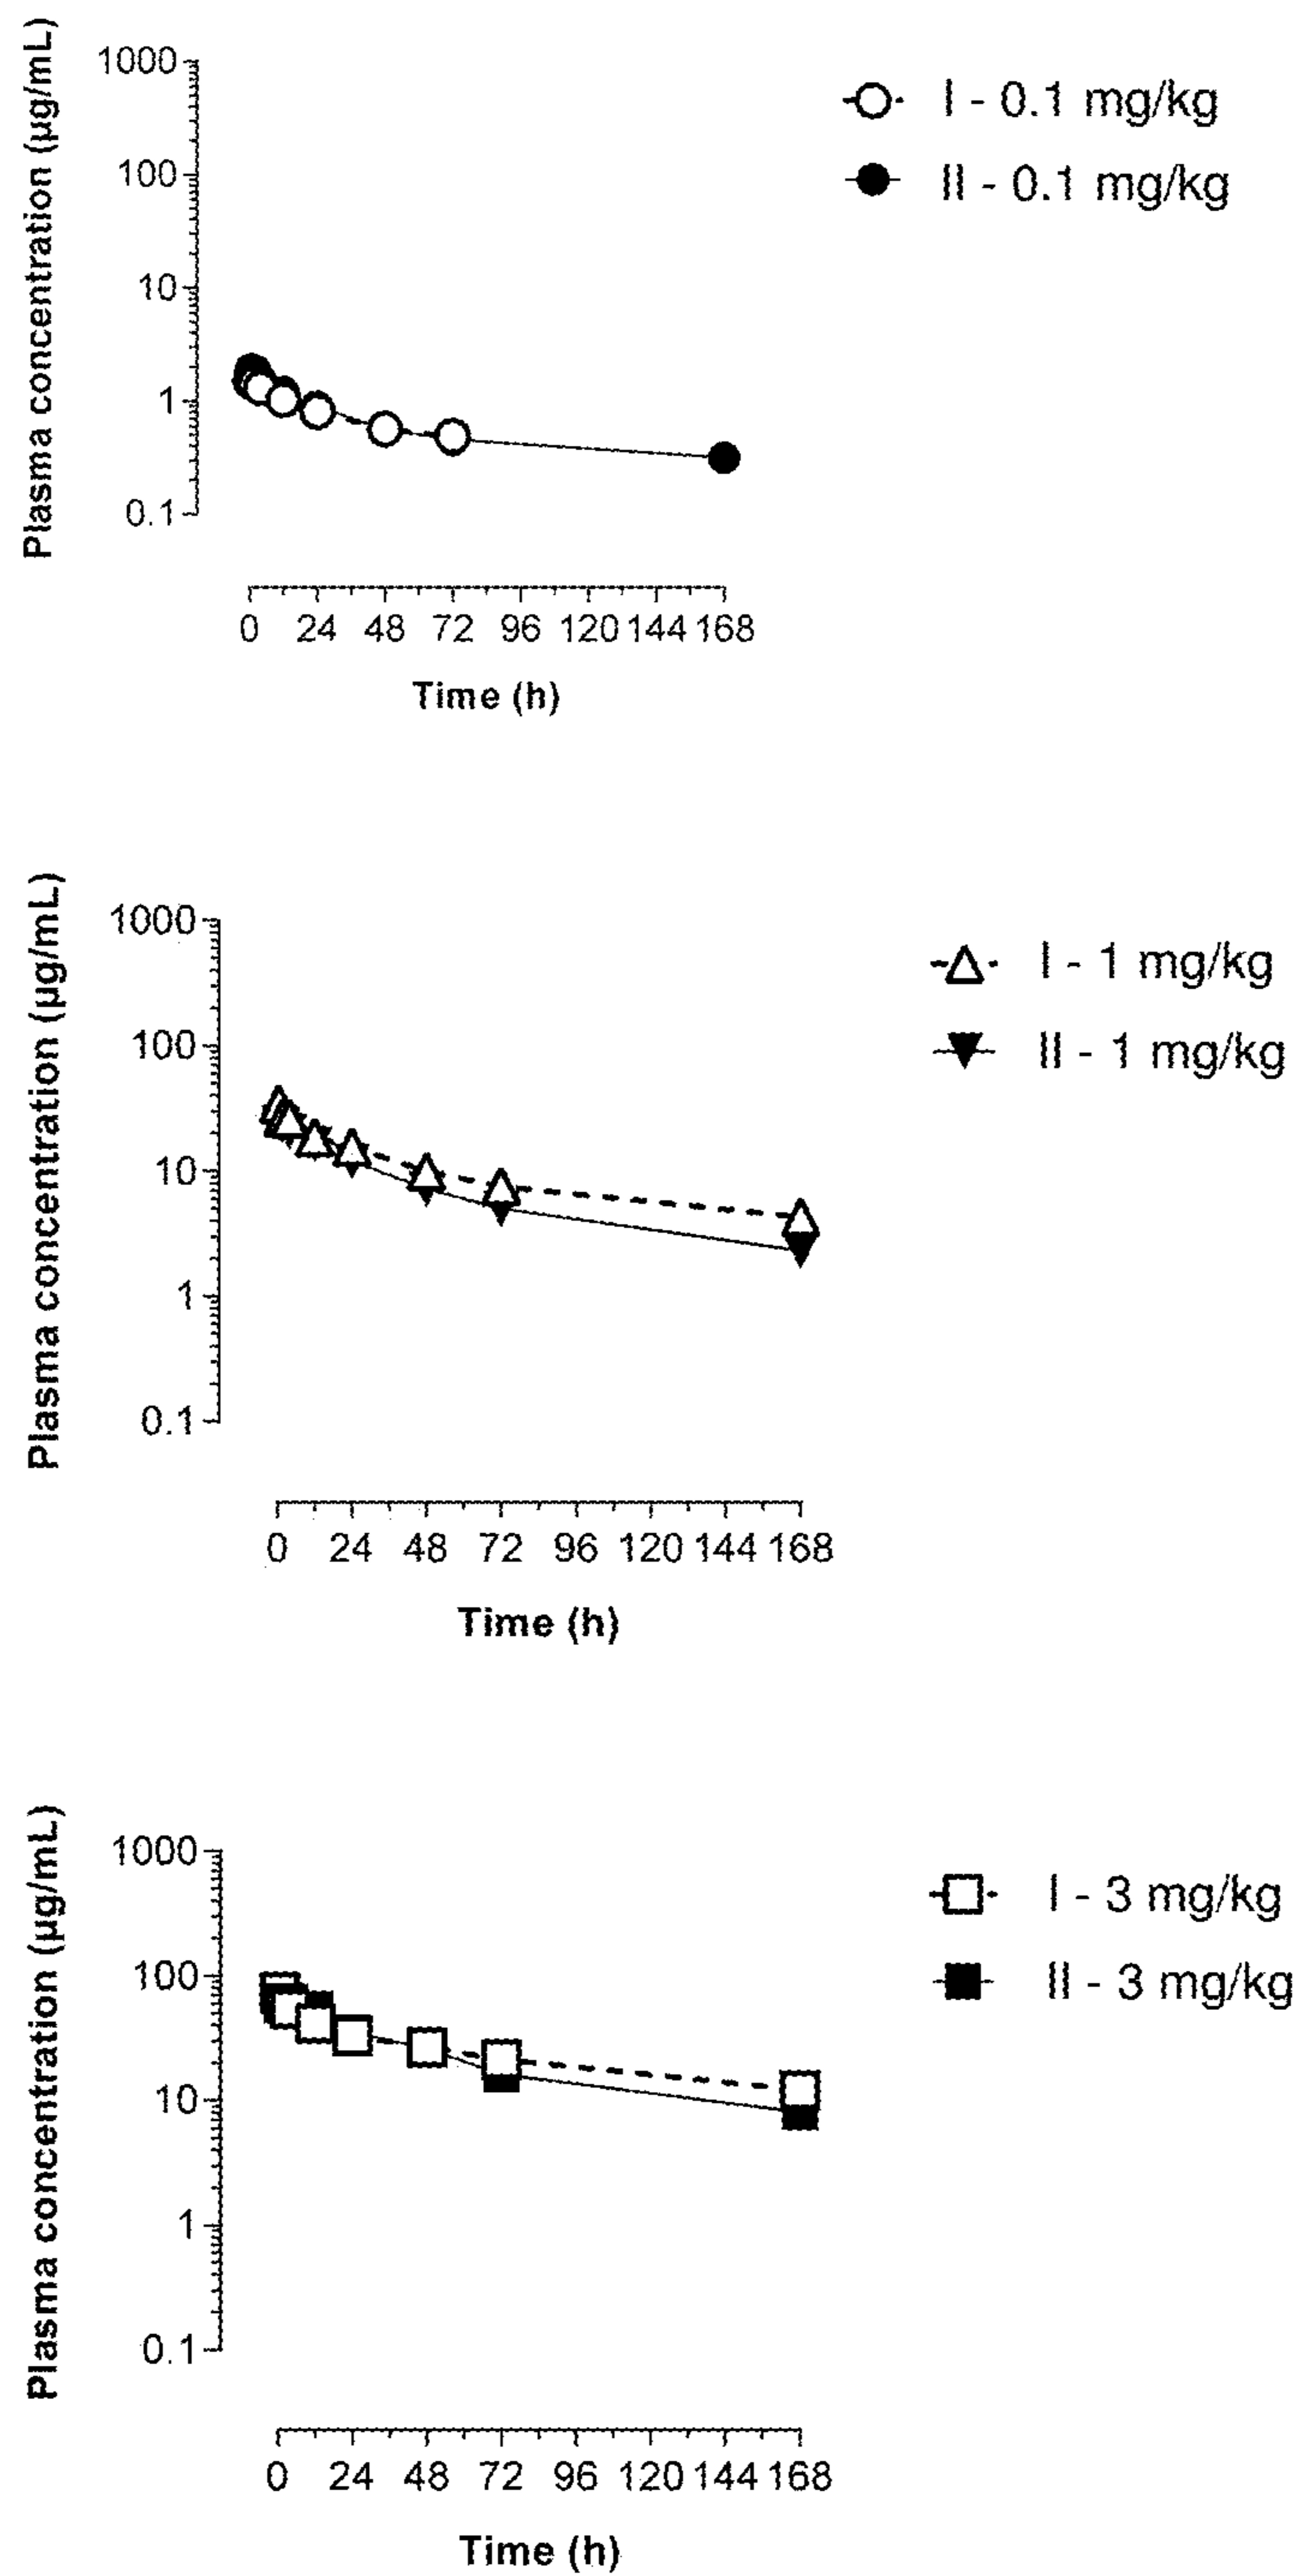 Plasma concentration (µg/mL)
1000
100
10
1
0.1
0 24 48 72 96 120 144 168
Time (h)
I - 0.1 mg/kg
II - 0.1 mg/kg
Plasma concentration (µg/mL)
1000
100
10
1
0.1
0 24 48 72 96 120 144 168
Time (h)
I - 1 mg/kg
II - 1 mg/kg
Plasma concentration (µg/mL)
1000
100
10
1
0.1
0 24 48 72 96 120 144 168
Time (h)
I - 3 mg/kg
II - 3 mg/kg